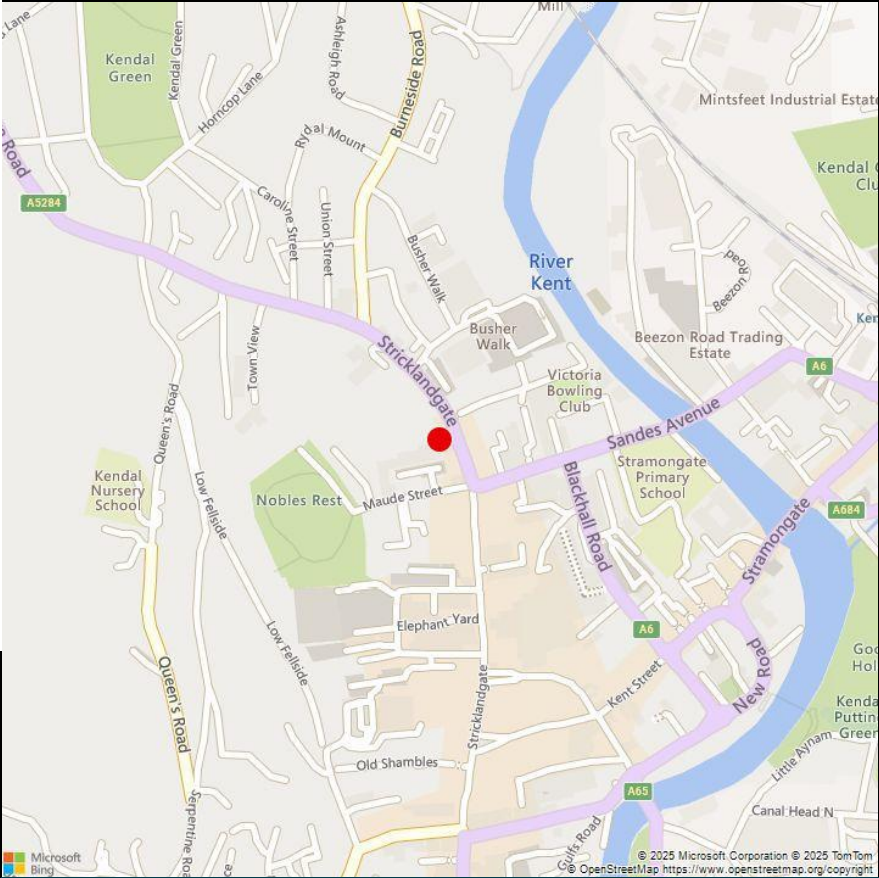 Mill
Lane
Kendal
Green
Kendal Green
Horncop Lane
Ashleigh Road
Burneside Road
Mintsfeet Industrial Estate
Rydal Mount
Road
A5284
Caroline Street
Union Street
Busher Walk
Kendal
River
Kent
Beezon Road
Busher
Walk
Beezon Road Trading
Estate
Town View
Stricklandgate
A6
Victoria
Bowling
Club
Sandes Avenue
Queen's Road
Kendal
Nursery
School
Low Fellside
Nobles Rest
Maude Street
Blackhall Road
Stramongate
Primary
School
Stramongate
A684
Elephant Yard
A6
Low Fellside
Queen's Road
Stricklandgate
Kent Street
New Road
Little Aynam
Old Shambles
A65
Canal Head N
Serpentine
Gulfs Road
Microsoft
Bing
© 2025 Microsoft Corporation © 2025 TomTom
© OpenStreetMap https://www.openstreetmap.org/copyright